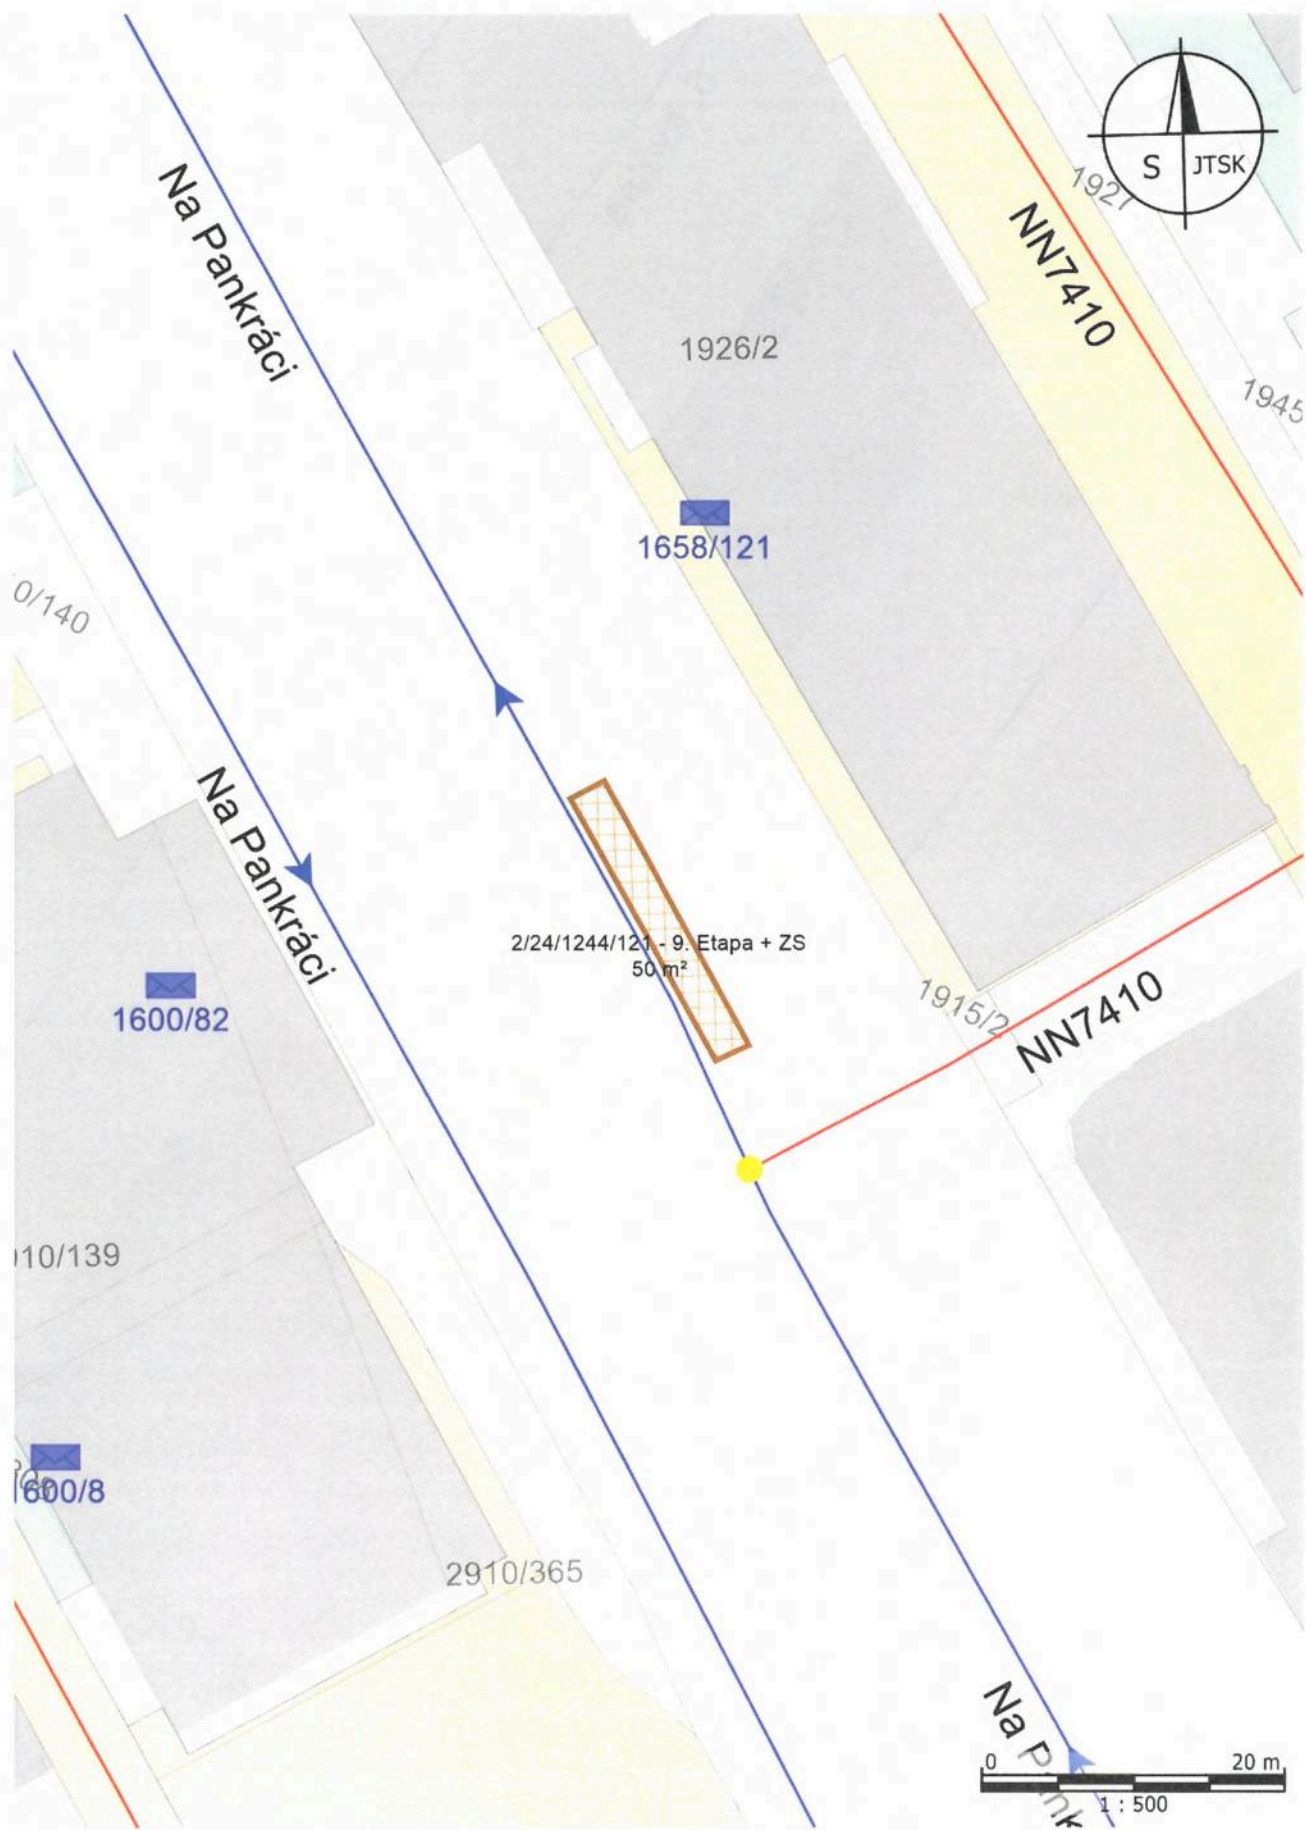 S JTSK
1927
Na Pankráci
NN7410
1926/2
1945
1658/121
0/140
Na Pankráci
2/24/1244/121 - 9. Etapa + ZS
50 m²
1600/82
1915/2
NN7410
10/139
600/8
2910/365
Na Pank
0 20 m
1 : 500